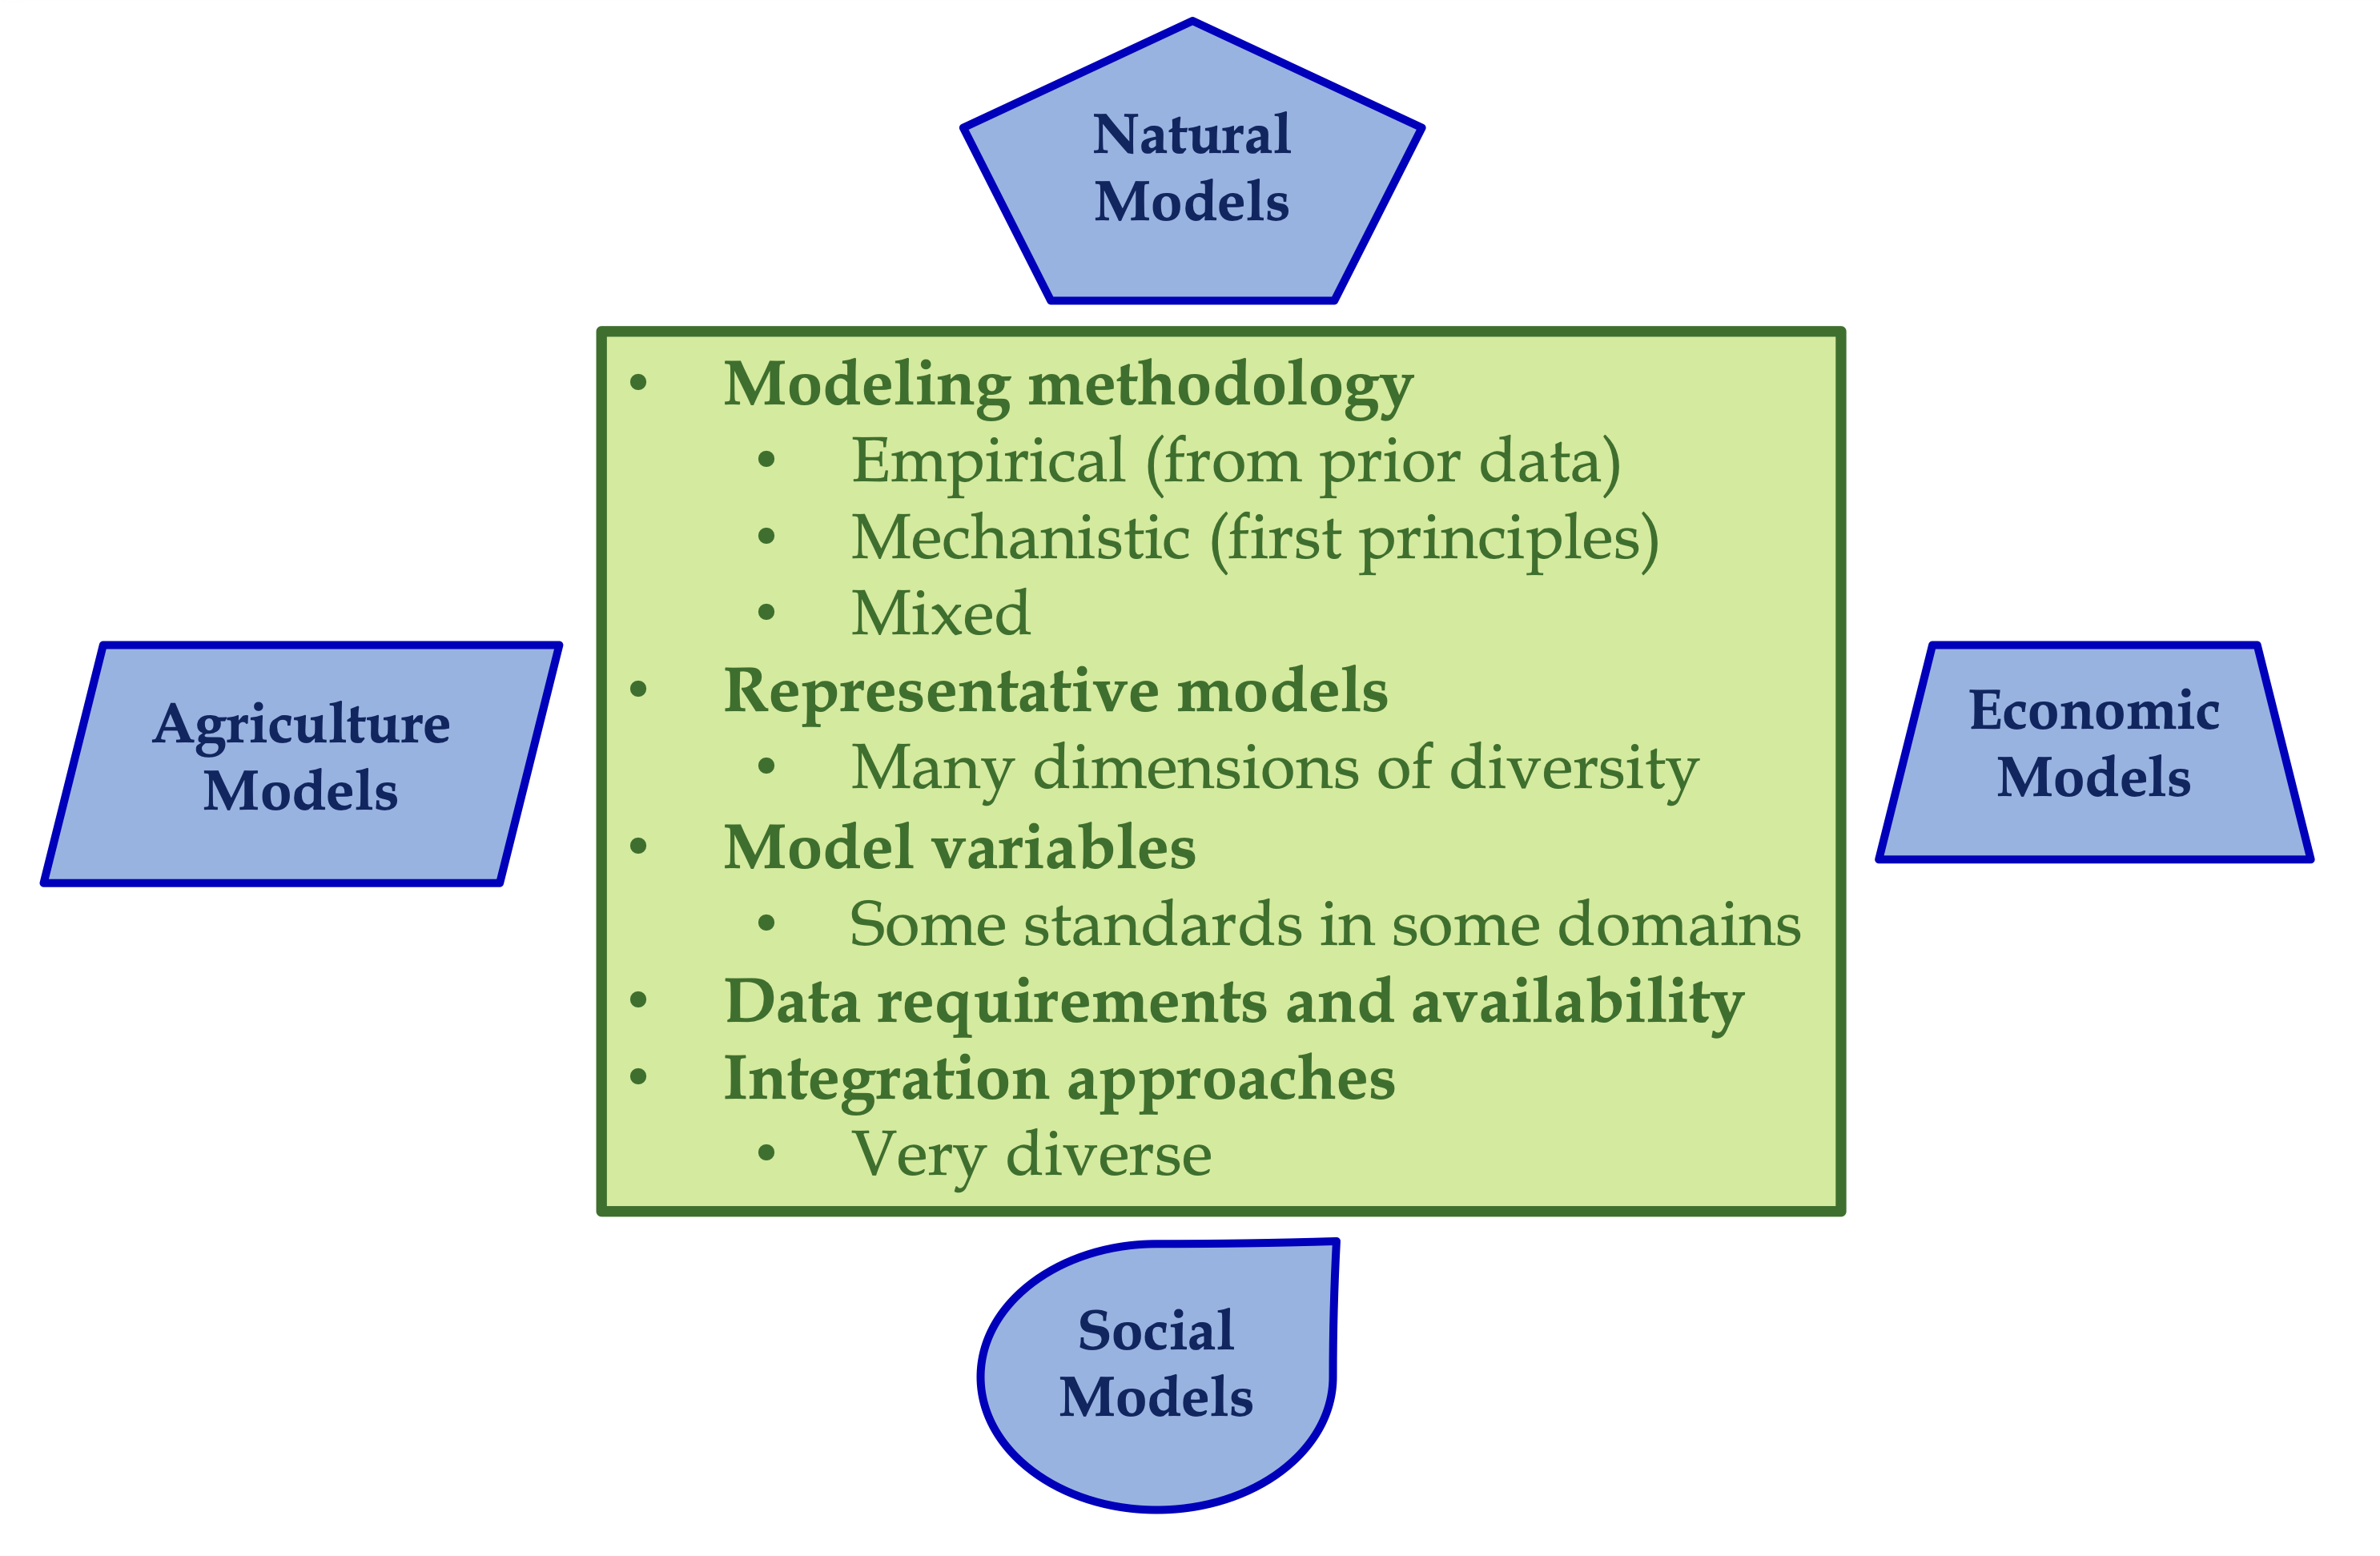 Natural
Models
• Modeling methodology
• Empirical (from prior data)
• Mechanistic (first principles)
• Mixed
• Representative models
• Many dimensions of diversity
• Model variables
• Some standards in some domains
• Data requirements and availability
• Integration approaches
• Very diverse
Agriculture
Models
Economic
Models
Social
Models